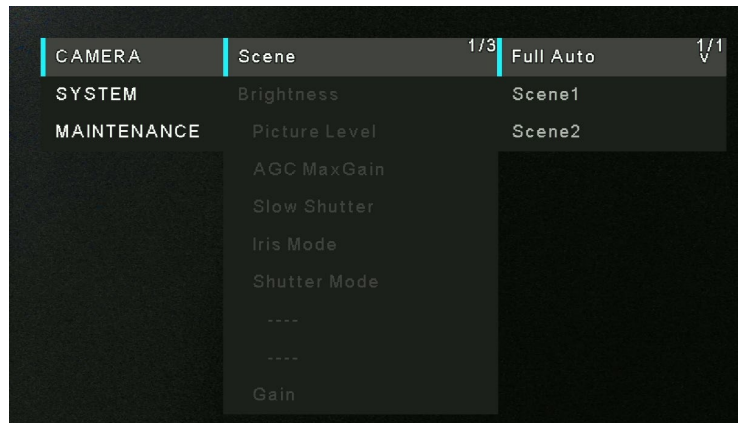 CAMERA
SYSTEM
MAINTENANCE
Scene 1/3
Brightness
Picture Level
AGC MaxGain
Slow Shutter
Iris Mode
Shutter Mode
----
----
Gain
Full Auto 1/1
Scene1
Scene2